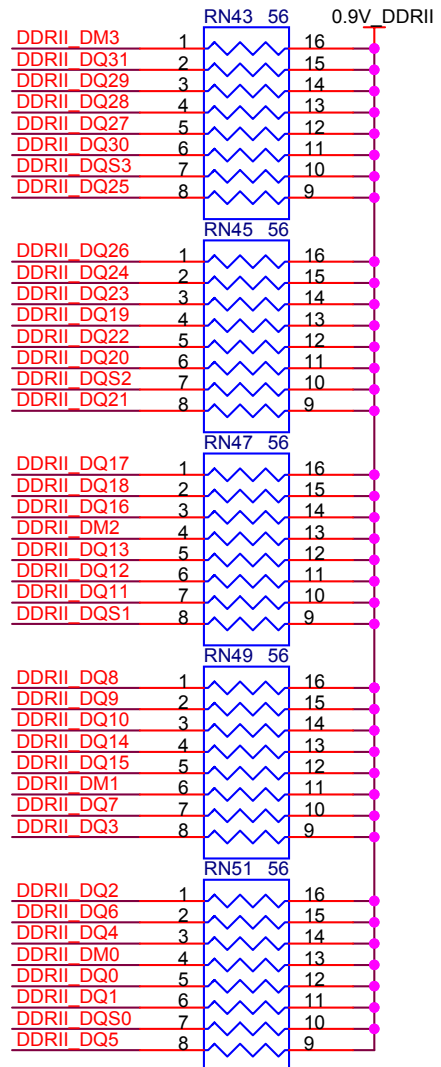 RN43 56 0.9V_DDRII
DDRII_DM3 1 16
DDRII_DQ31 2 15
DDRII_DQ29 3 14
DDRII_DQ28 4 13
DDRII_DQ27 5 12
DDRII_DQ30 6 11
DDRII_DQS3 7 10
DDRII_DQ25 8 9
RN45 56
DDRII_DQ26 1 16
DDRII_DQ24 2 15
DDRII_DQ23 3 14
DDRII_DQ19 4 13
DDRII_DQ22 5 12
DDRII_DQ20 6 11
DDRII_DQS2 7 10
DDRII_DQ21 8 9
RN47 56
DDRII_DQ17 1 16
DDRII_DQ18 2 15
DDRII_DQ16 3 14
DDRII_DM2 4 13
DDRII_DQ13 5 12
DDRII_DQ12 6 11
DDRII_DQ11 7 10
DDRII_DQS1 8 9
RN49 56
DDRII_DQ8 1 16
DDRII_DQ9 2 15
DDRII_DQ10 3 14
DDRII_DQ14 4 13
DDRII_DQ15 5 12
DDRII_DM1 6 11
DDRII_DQ7 7 10
DDRII_DQ3 8 9
RN51 56
DDRII_DQ2 1 16
DDRII_DQ6 2 15
DDRII_DQ4 3 14
DDRII_DM0 4 13
DDRII_DQ0 5 12
DDRII_DQ1 6 11
DDRII_DQS0 7 10
DDRII_DQ5 8 9